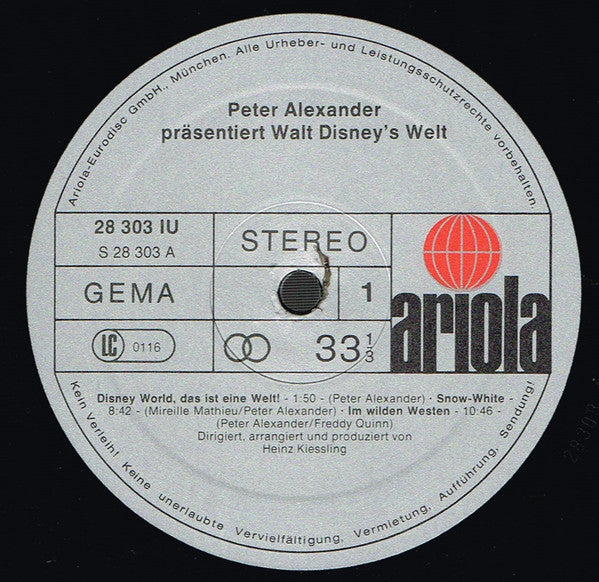 Ariola-Eurodisc GmbH., München. Alle Urheber- und Leistungsschutzrechte vorbehalten.
Peter Alexander
präsentiert Walt Disney's Welt
28 303 IU
S 28 303 A
STEREO
GEMA
1
LC 0116
33 1/3
ariola
Disney World, das ist eine Welt! - 1:50 - (Peter Alexander) · Snow-White -
8:42 - (Mireille Mathieu/Peter Alexander) · Im wilden Westen - 10:46 -
(Peter Alexander/Freddy Quinn)
Dirigiert, arrangiert und produziert von
Heinz Kiessling
Kein Verleih! Keine unerlaubte Vervielfältigung, Vermietung, Aufführung, Sendung!